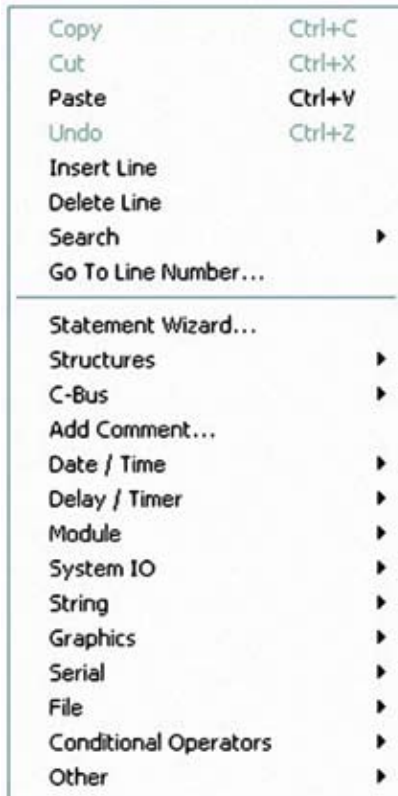 Copy Ctrl+C
Cut Ctrl+X
Paste Ctrl+V
Undo Ctrl+Z
Insert Line
Delete Line
Search
Go To Line Number...
Statement Wizard...
Structures
C-Bus
Add Comment...
Date / Time
Delay / Timer
Module
System IO
String
Graphics
Serial
File
Conditional Operators
Other